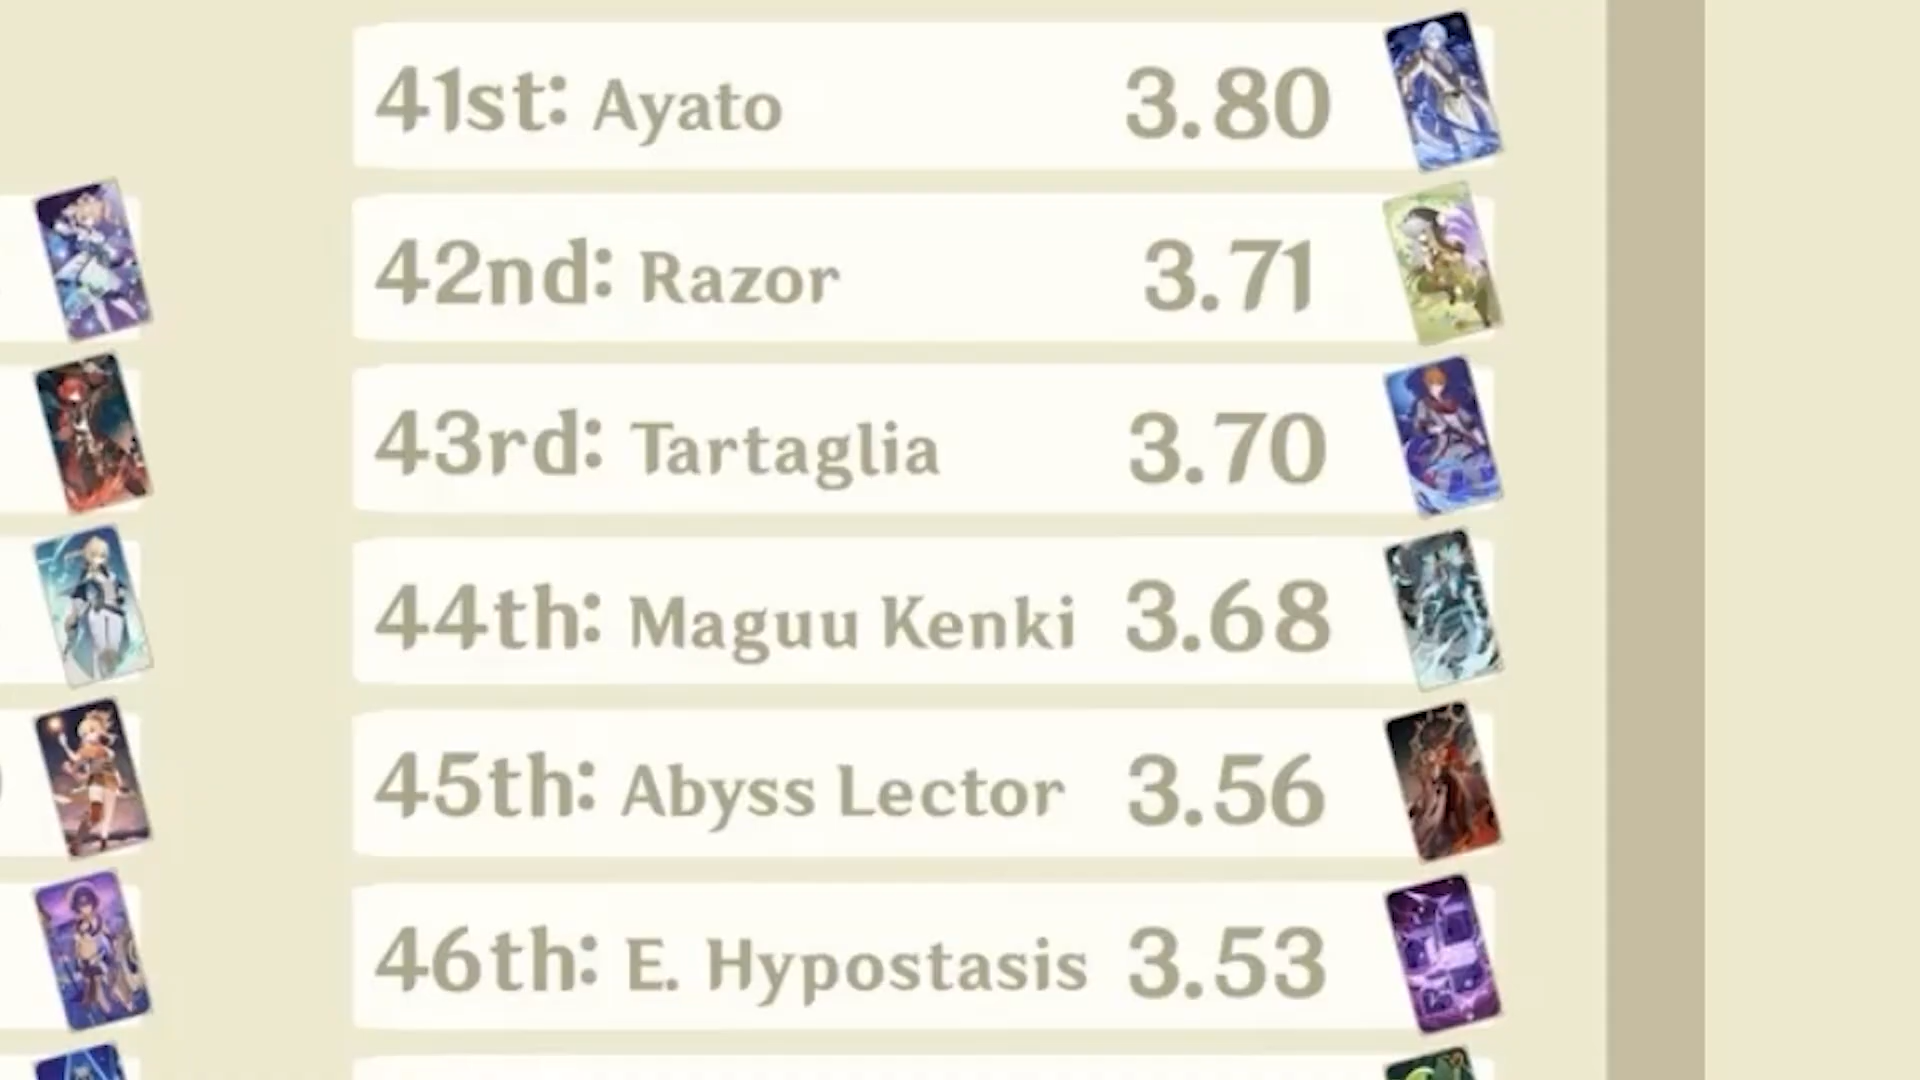 41st: Ayato 3.80
42nd: Razor 3.71
43rd: Tartaglia 3.70
44th: Maguu Kenki 3.68
45th: Abyss Lector 3.56
46th: E. Hypostasis 3.53